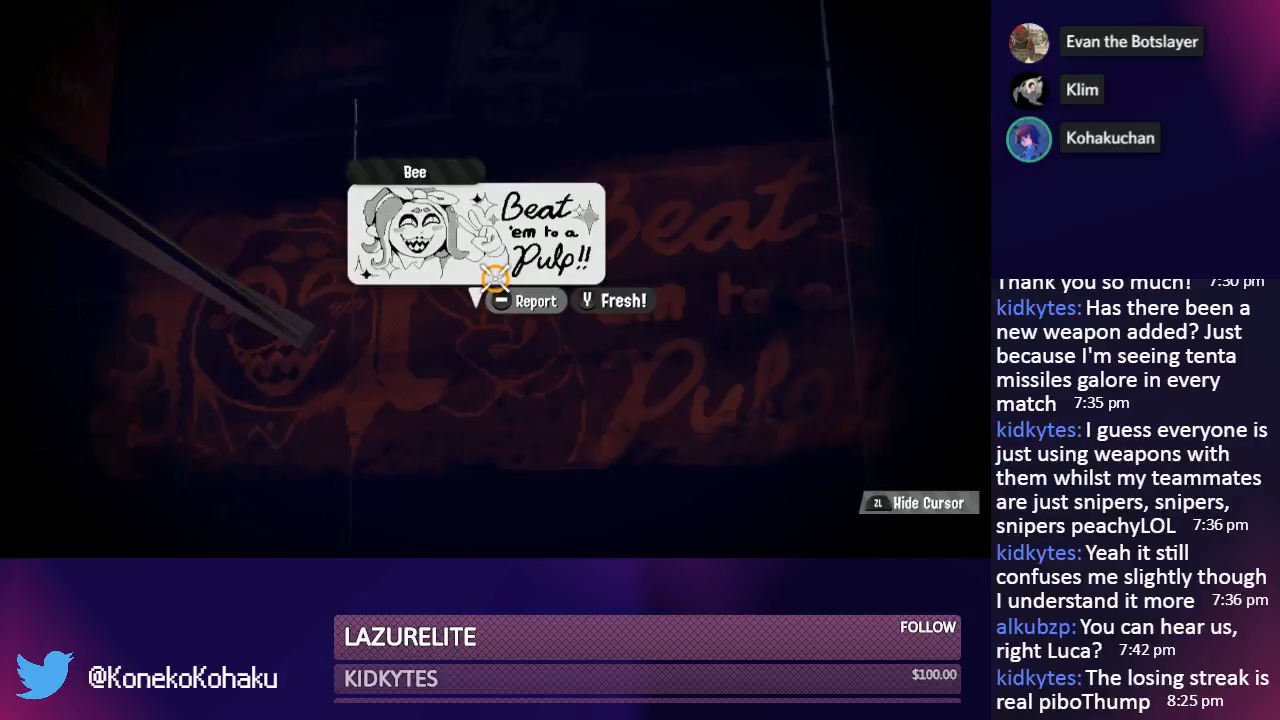 Bee
Beat
'em to a
Pulp!!
Report
Y Fresh!
Beat
'em to a
Pulp
ZL Hide Cursor
Evan the Botslayer
Klim
Kohakuchan
Thank you so much! 7:30 pm
kidkytes: Has there been a
new weapon added? Just
because I'm seeing tenta
missiles galore in every
match 7:35 pm
kidkytes: I guess everyone is
just using weapons with
them whilst my teammates
are just snipers, snipers,
snipers peachyLOL 7:36 pm
kidkytes: Yeah it still
confuses me slightly though
I understand it more 7:36 pm
alkubzp: You can hear us,
right Luca? 7:42 pm
kidkytes: The losing streak is
real piboThump 8:25 pm
@KonekoKohaku
LAZURELITE FOLLOW
KIDKYTES $100.00